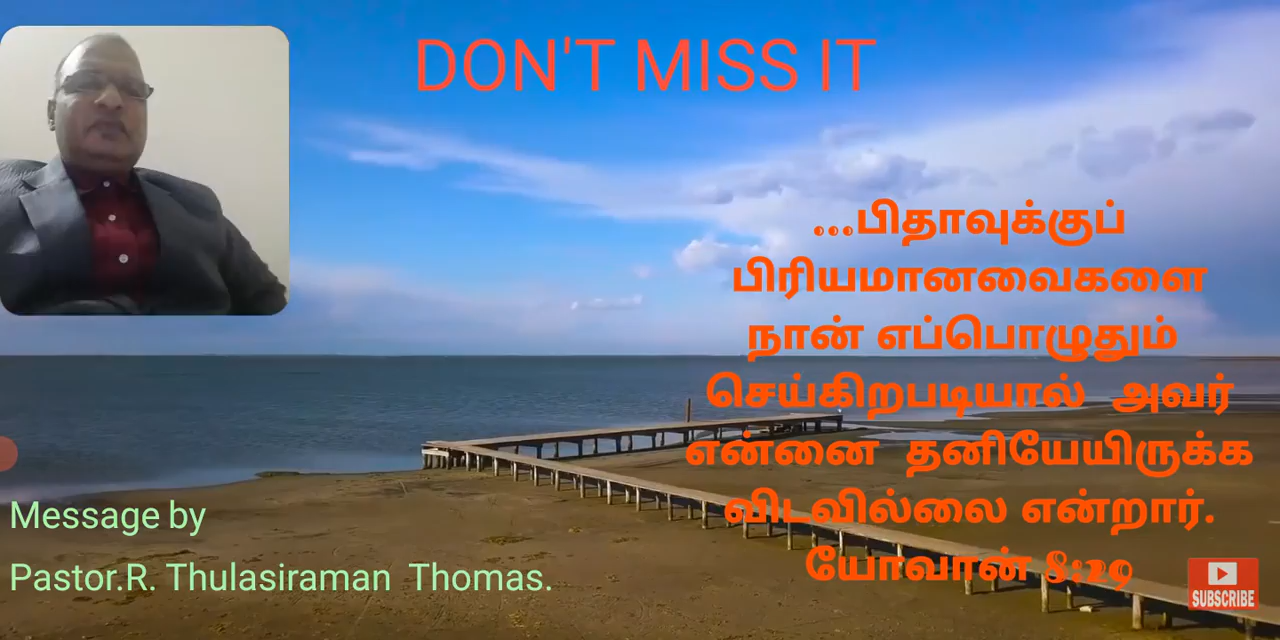 DON'T MISS IT
...பிதாவுக்குப்
பிரியமானவைகளை
நான் எப்பொழுதும்
செய்கிறபடியால் அவர்
என்னை தனியேயிருக்க
விடவில்லை என்றார்.
யோவான் 8:29
Message by
Pastor.R. Thulasiraman Thomas.
SUBSCRIBE